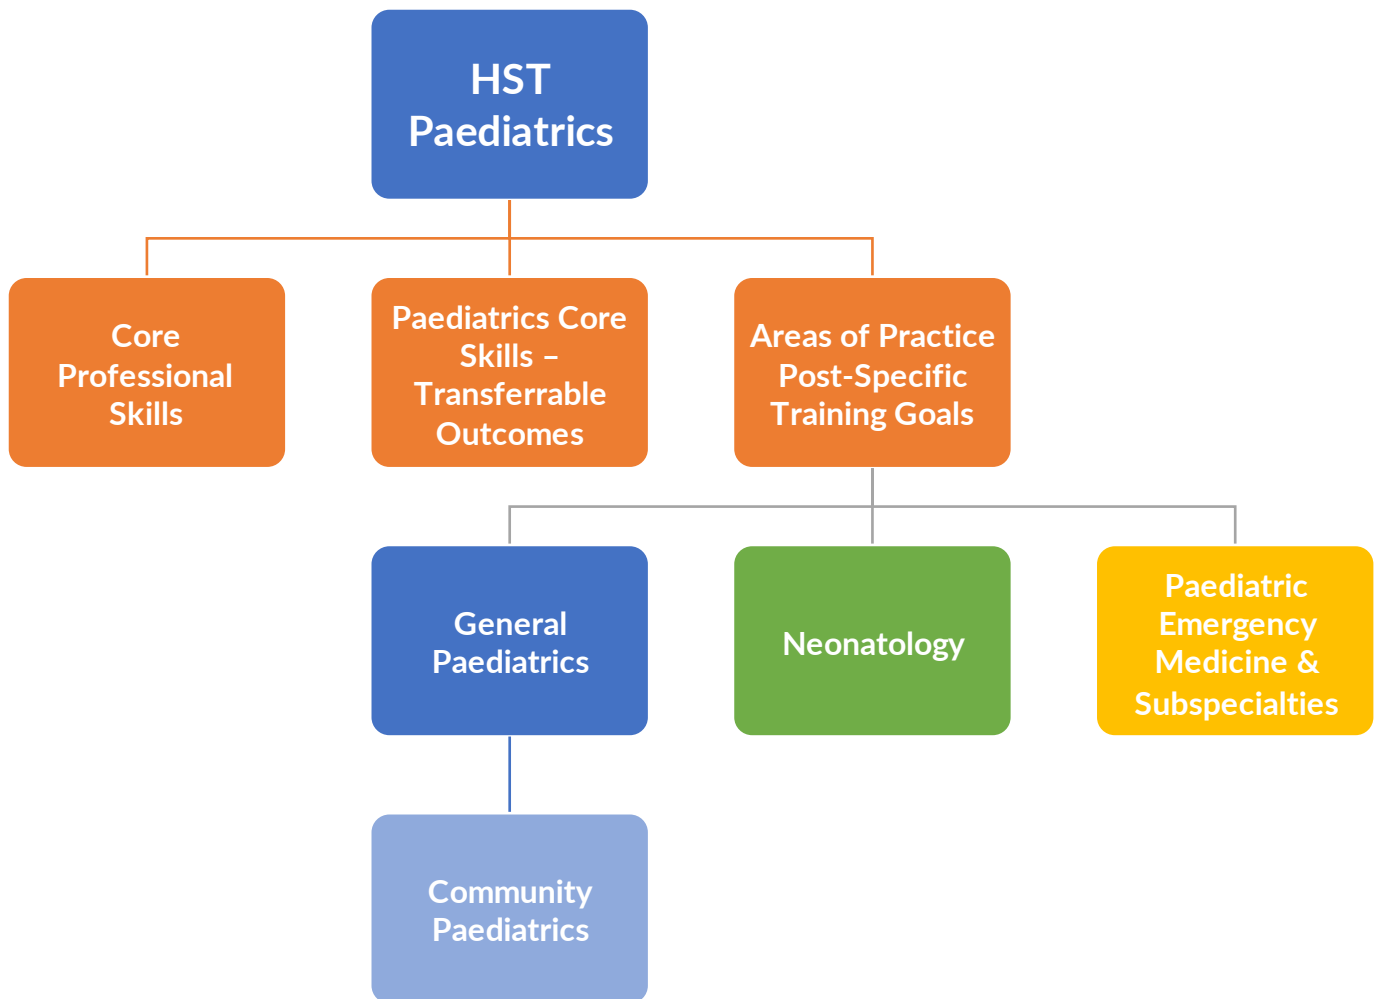 HST
Paediatrics
Core
Professional
Skills
Paediatrics Core
Skills –
Transferrable
Outcomes
Areas of Practice
Post-Specific
Training Goals
General
Paediatrics
Neonatology
Paediatric
Emergency
Medicine &
Subspecialties
Community
Paediatrics